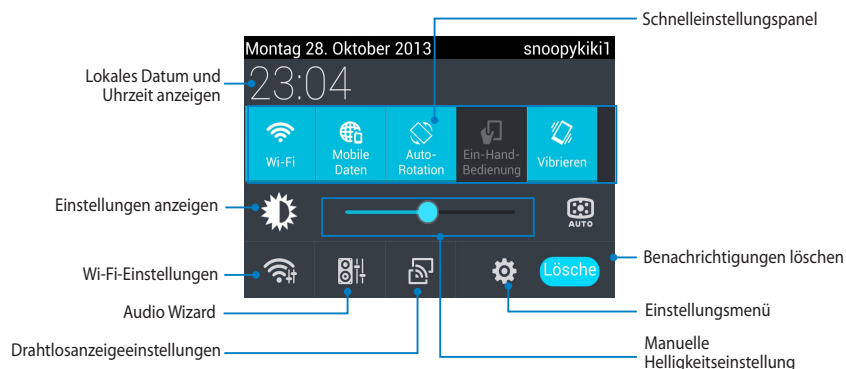 Schnelleinstellungspanel
Montag 28. Oktober 2013 snoopykiki1
Lokales Datum und
Uhrzeit anzeigen
23:04
Wi-Fi
Mobile
Daten
Auto-
Rotation
Ein-Hand-
Bedienung
Vibrieren
Einstellungen anzeigen
AUTO
Benachrichtigungen löschen
Wi-Fi-Einstellungen
Lösche
Audio Wizard
Einstellungsmenü
Drahtlosanzeigeeinstellungen
Manuelle
Helligkeitseinstellung